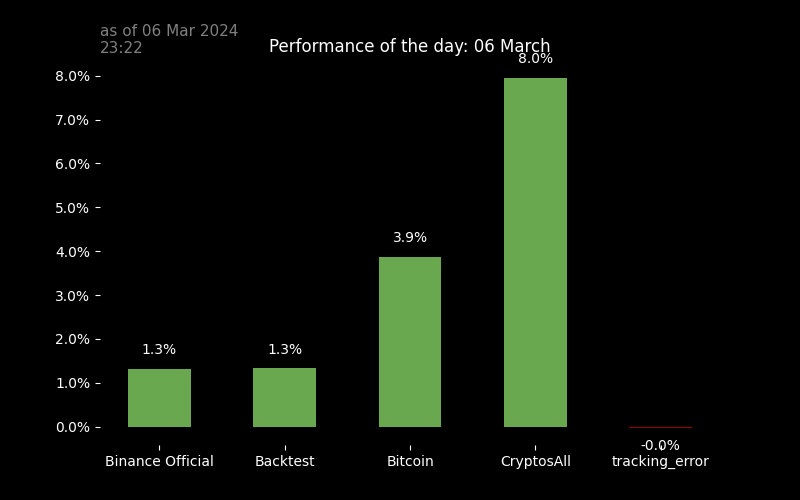 as of 06 Mar 2024
23:22
Performance of the day: 06 March
8.0%
8.0%
7.0%
6.0%
5.0%
4.0%
3.0%
2.0%
1.0%
0.0%
3.9%
1.3%
1.3%
-0.0%
Binance Official
Backtest
Bitcoin
CryptosAll
tracking_error